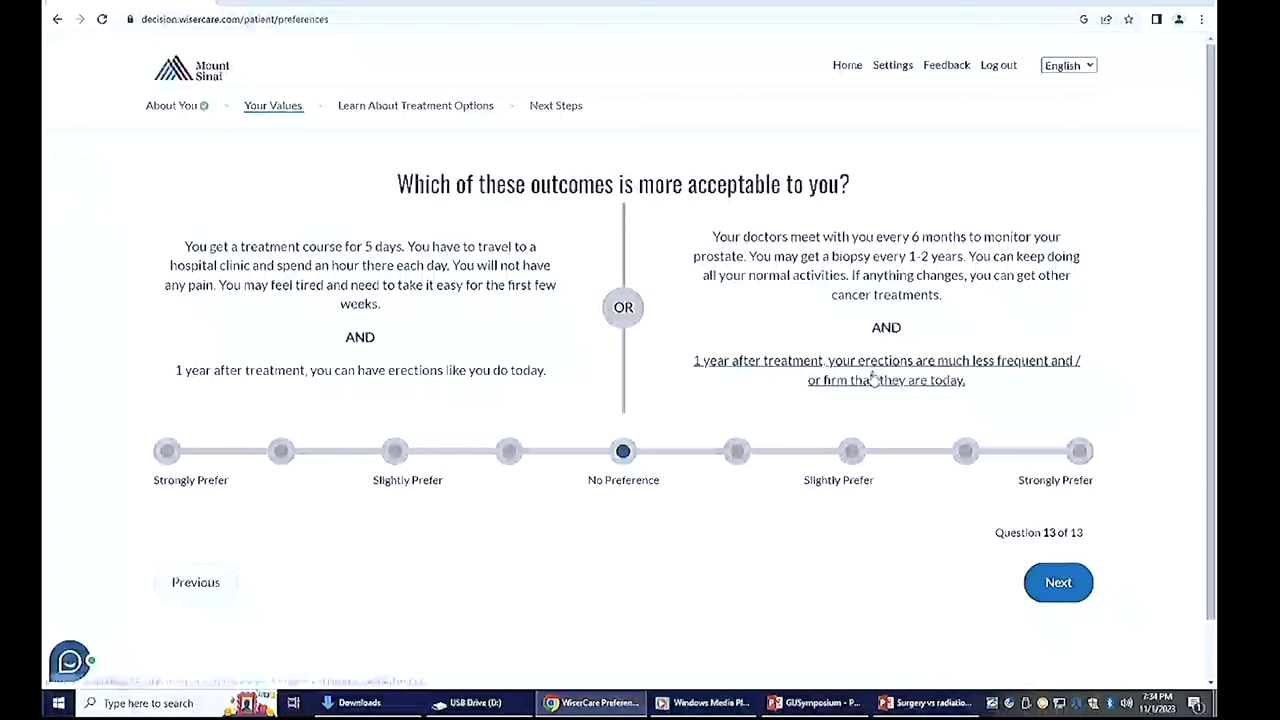 decision.wisercare.com/patient/preferences
Mount
Sinai
Home Settings Feedback Log out English
About You > Your Values > Learn About Treatment Options > Next Steps
Which of these outcomes is more acceptable to you?
You get a treatment course for 5 days. You have to travel to a
hospital clinic and spend an hour there each day. You will not have
any pain. You may feel tired and need to take it easy for the first few
weeks.
AND
1 year after treatment, you can have erections like you do today.
OR
Your doctors meet with you every 6 months to monitor your
prostate. You may get a biopsy every 1-2 years. You can keep doing
all your normal activities. If anything changes, you can get other
cancer treatments.
AND
1 year after treatment, your erections are much less frequent and /
or firm than they are today.
Strongly Prefer Slightly Prefer No Preference Slightly Prefer Strongly Prefer
Question 13 of 13
Previous Next
Type here to search Downloads USB Drive (D:) WiserCare Preferen... Windows Media Pl... GUSymposium - P... Surgery vs radiatio...
7:34 PM
11/1/2023